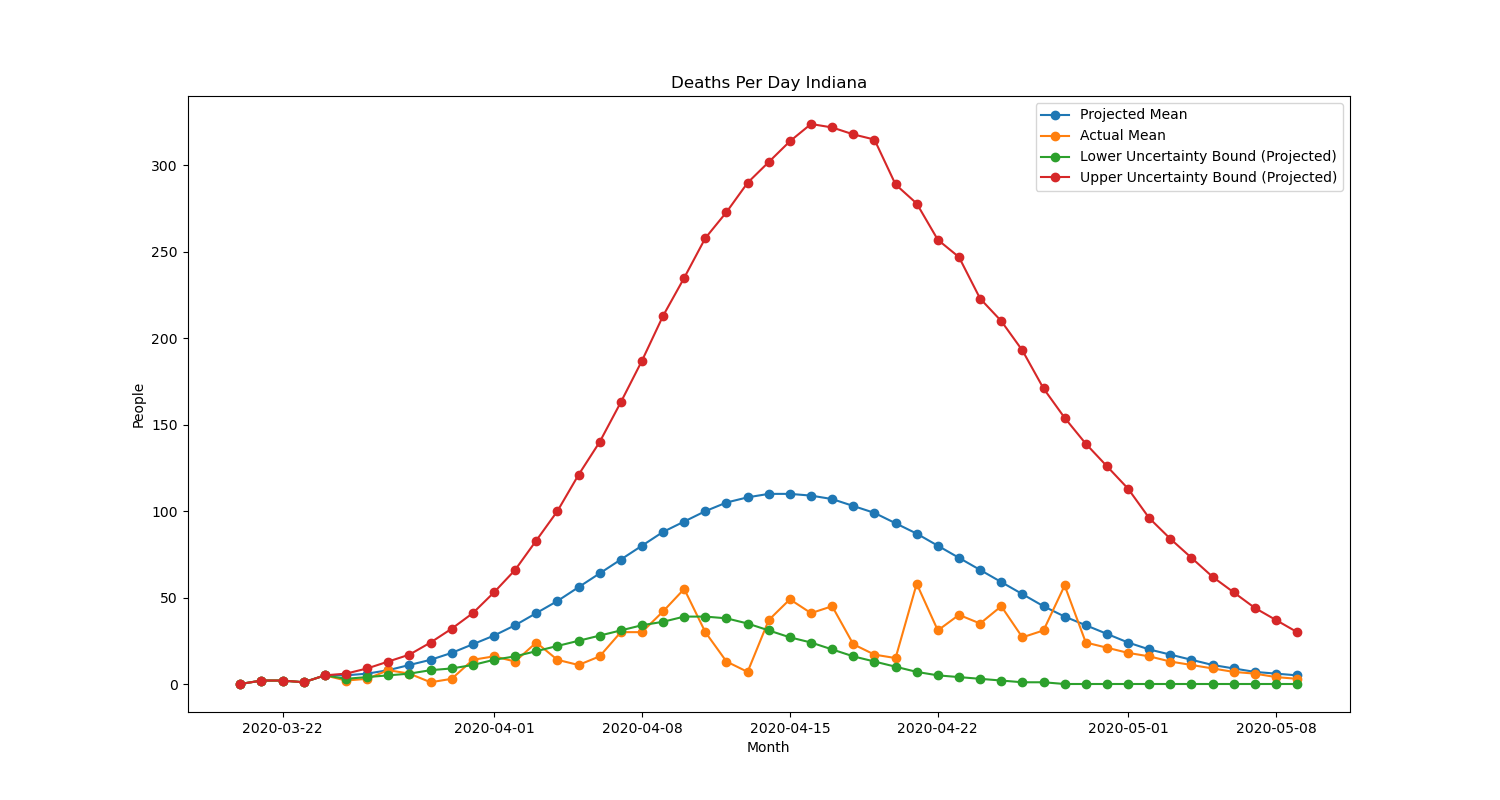 Deaths Per Day Indiana
Projected Mean
Actual Mean
Lower Uncertainty Bound (Projected)
Upper Uncertainty Bound (Projected)
People
300
250
200
150
100
50
0
2020-03-22 2020-04-01 2020-04-08 2020-04-15 2020-04-22 2020-05-01 2020-05-08
Month